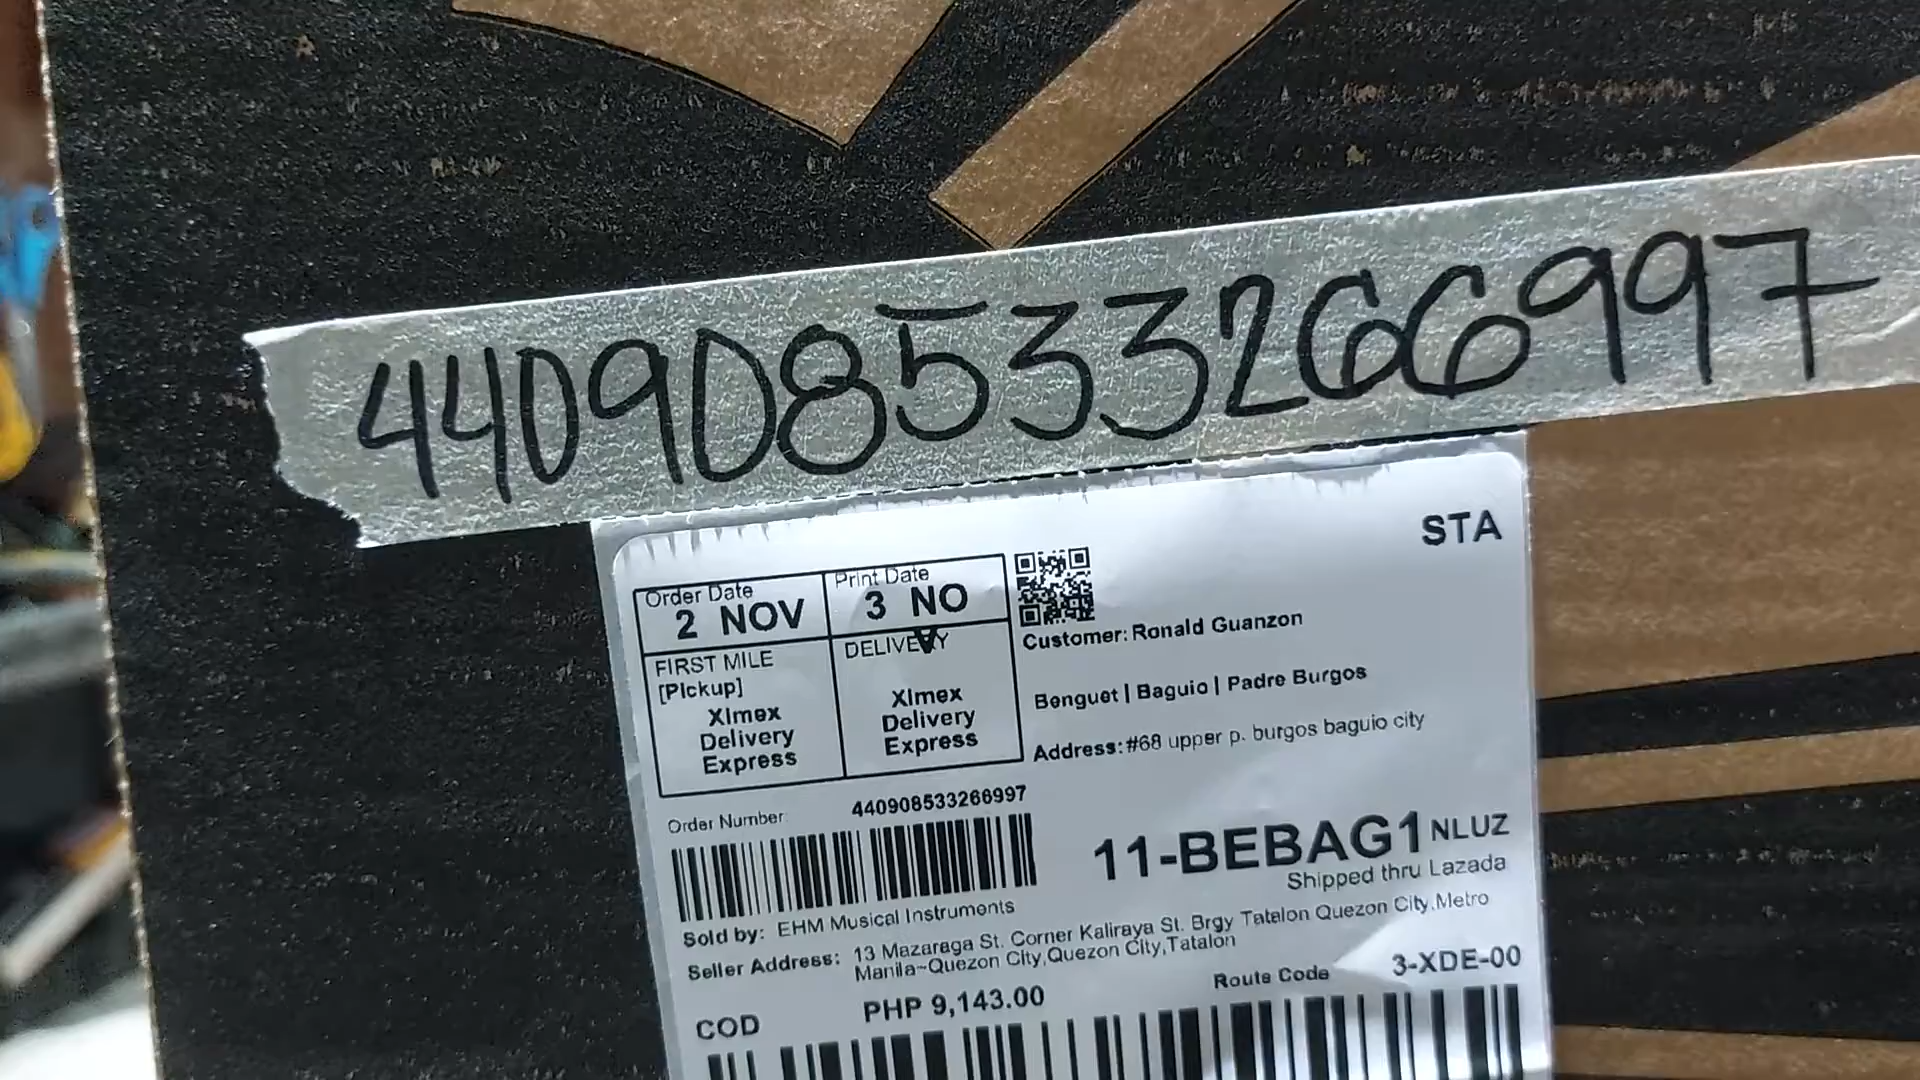 440908533266997
STA
Order Date
2 NOV
Print Date
3 NO
V
FIRST MILE
[Pickup]
Ximex
Delivery
Express
DELIVERY
Ximex
Delivery
Express
Customer: Ronald Guanzon
Benguet | Baguio | Padre Burgos
Address: #68 upper p. burgos baguio city
Order Number: 440908533266997
11-BEBAG1 NLUZ
Shipped thru Lazada
Sold by: EHM Musical Instruments
Seller Address: 13 Mazaraga St. Corner Kaliraya St. Brgy Tatalon Quezon City,Metro
Manila~Quezon City,Quezon City,Tatalon
Route Code 3-XDE-00
COD PHP 9,143.00